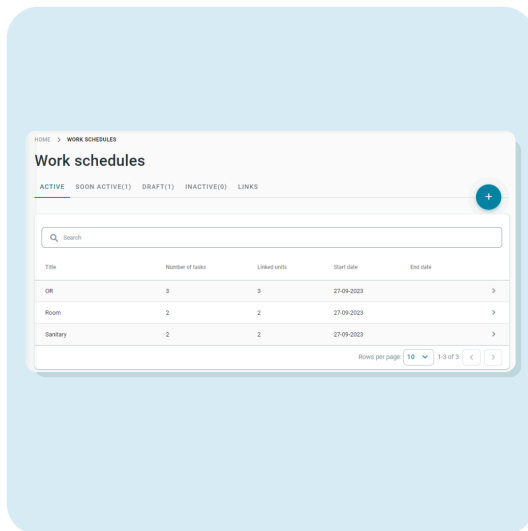 HOME > WORK SCHEDULES
Work schedules
ACTIVE SOON ACTIVE(1) DRAFT(1) INACTIVE(0) LINKS
+
Search
Title Number of tasks Linked units Start date End date
OR 3 3 27-09-2023 >
Room 2 2 27-09-2023 >
Sanitary 2 2 27-09-2023 >
Rows per page: 10 1-3 of 3 < >